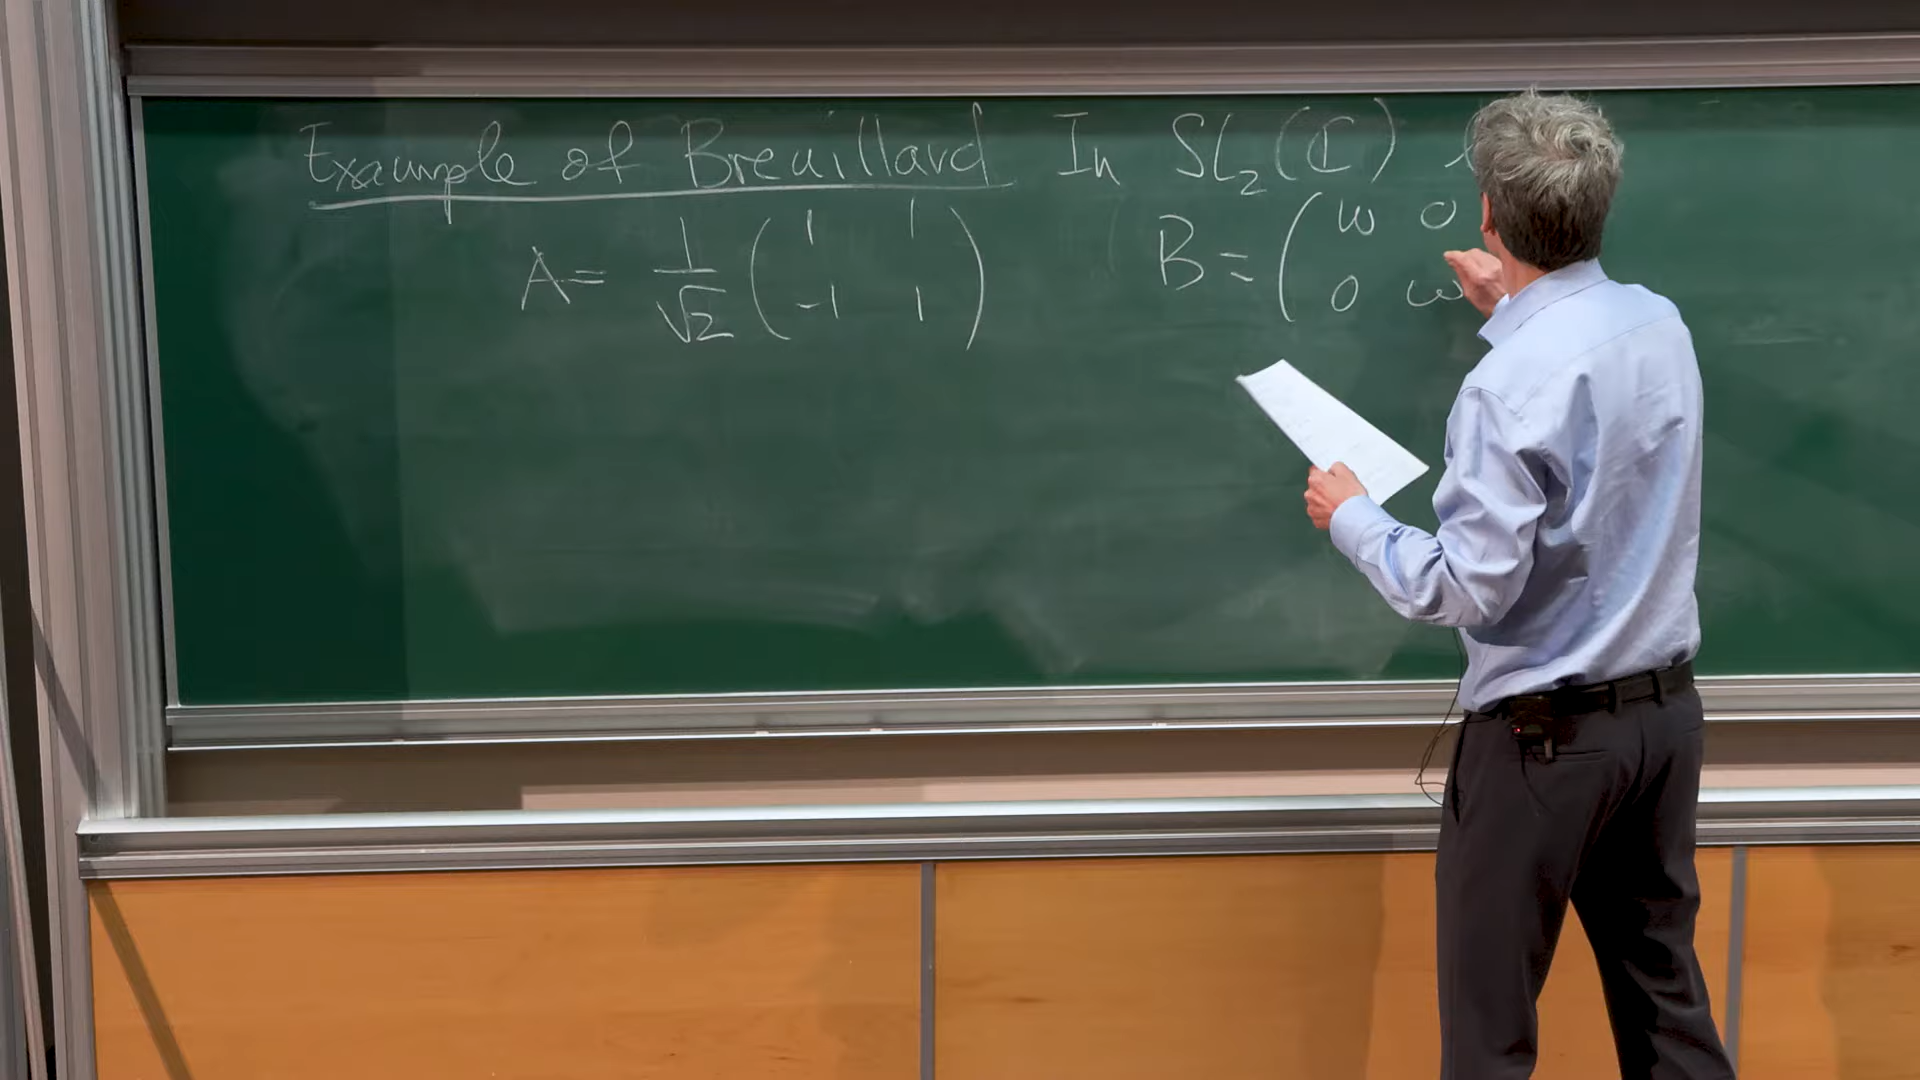 Example of Breuillard In SL₂(ℂ)
A = 1/√2 ( 1 1 ; -1 1 ) B = ( ω 0 ; 0 ω